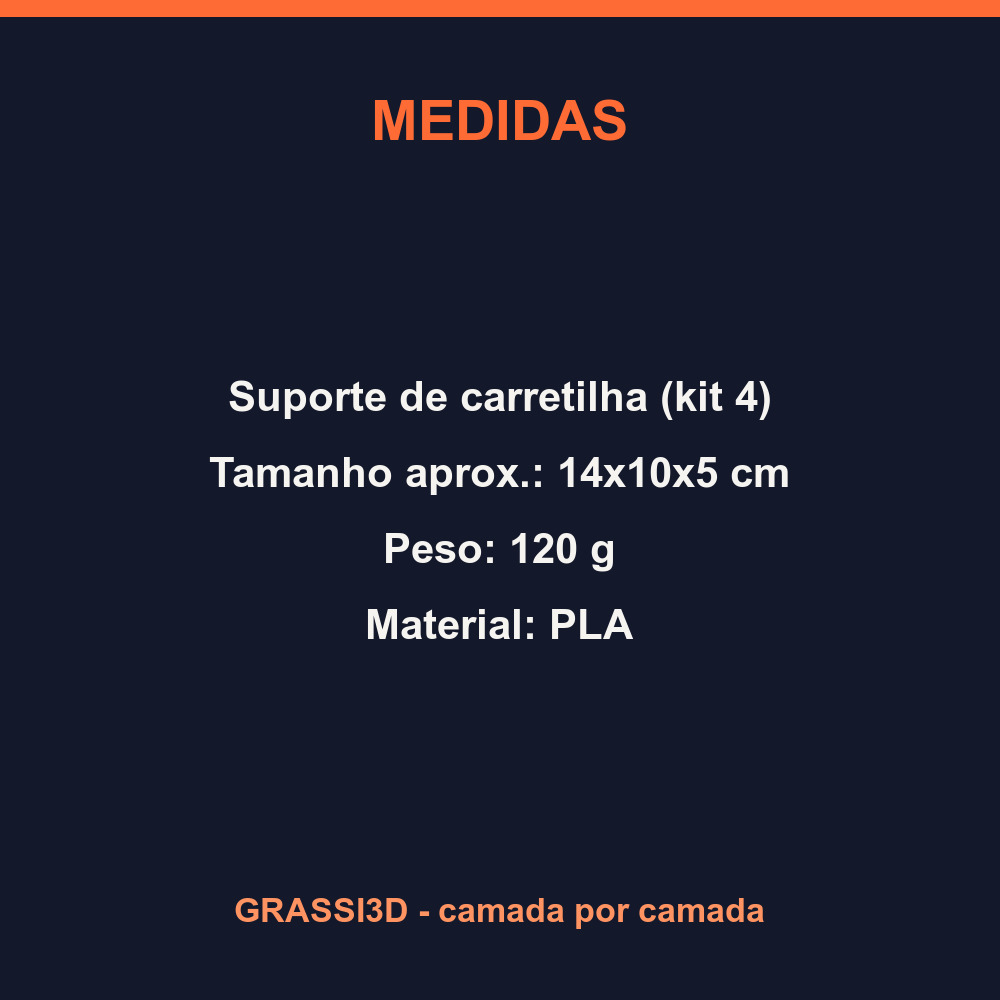 MEDIDAS
Suporte de carretilha (kit 4)
Tamanho aprox.: 14x10x5 cm
Peso: 120 g
Material: PLA
GRASSI3D - camada por camada